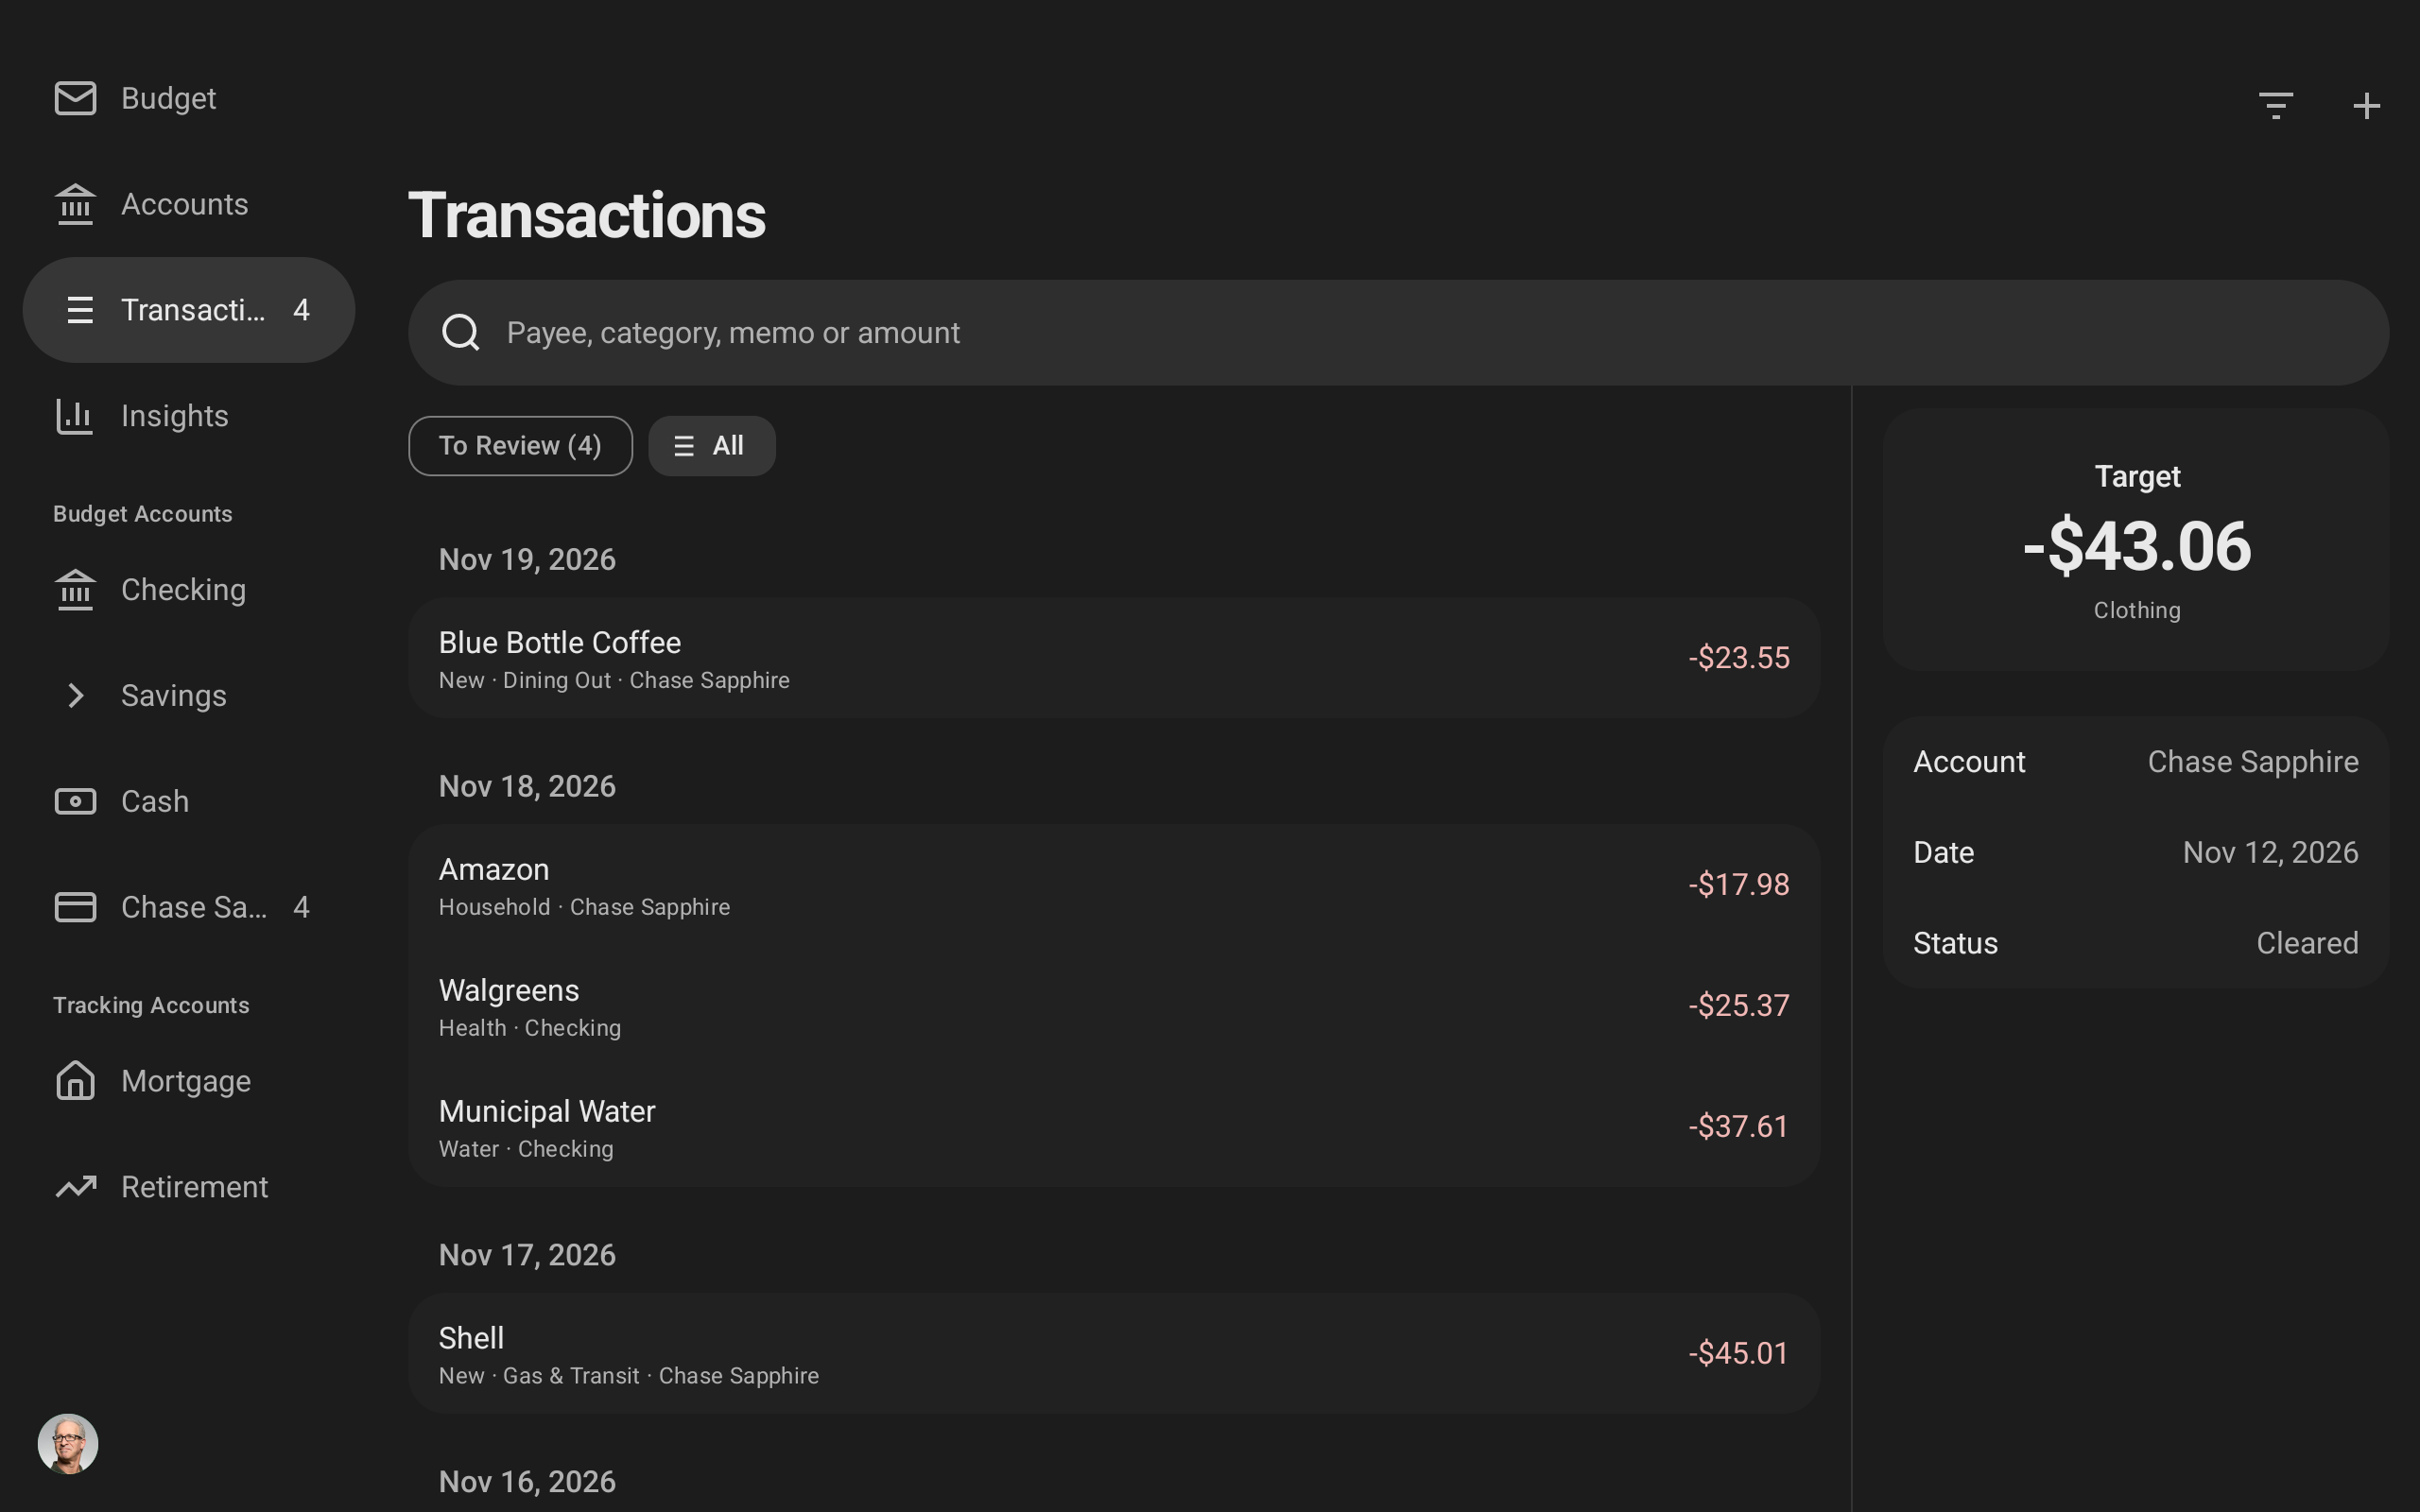 Budget
Accounts
Transacti... 4
Insights
Budget Accounts
Checking
Savings
Cash
Chase Sa... 4
Tracking Accounts
Mortgage
Retirement
Transactions
Payee, category, memo or amount
To Review (4)
All
Nov 19, 2026
Blue Bottle Coffee
New · Dining Out · Chase Sapphire
-$23.55
Nov 18, 2026
Amazon
Household · Chase Sapphire
-$17.98
Walgreens
Health · Checking
-$25.37
Municipal Water
Water · Checking
-$37.61
Nov 17, 2026
Shell
New · Gas & Transit · Chase Sapphire
-$45.01
Nov 16, 2026
Target
-$43.06
Clothing
Account Chase Sapphire
Date Nov 12, 2026
Status Cleared